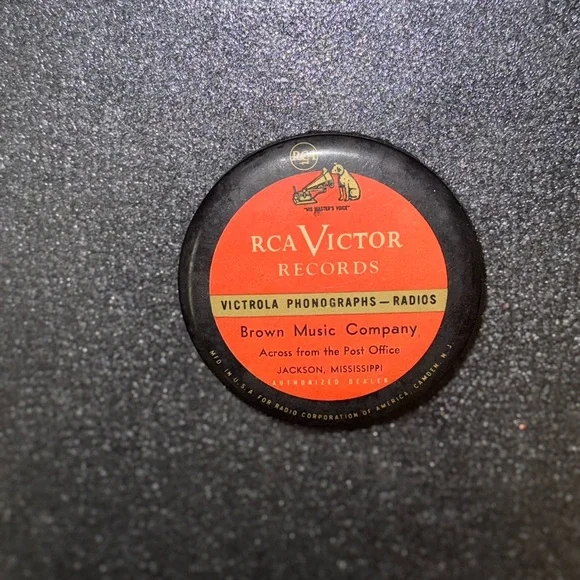 RCA
"HIS MASTER'S VOICE"
RCA VICTOR
RECORDS
VICTROLA PHONOGRAPHS — RADIOS
Brown Music Company
Across from the Post Office
JACKSON, MISSISSIPPI
AUTHORIZED DEALER
MFD. IN U.S.A. FOR RADIO CORPORATION OF AMERICA, CAMDEN, N.J.